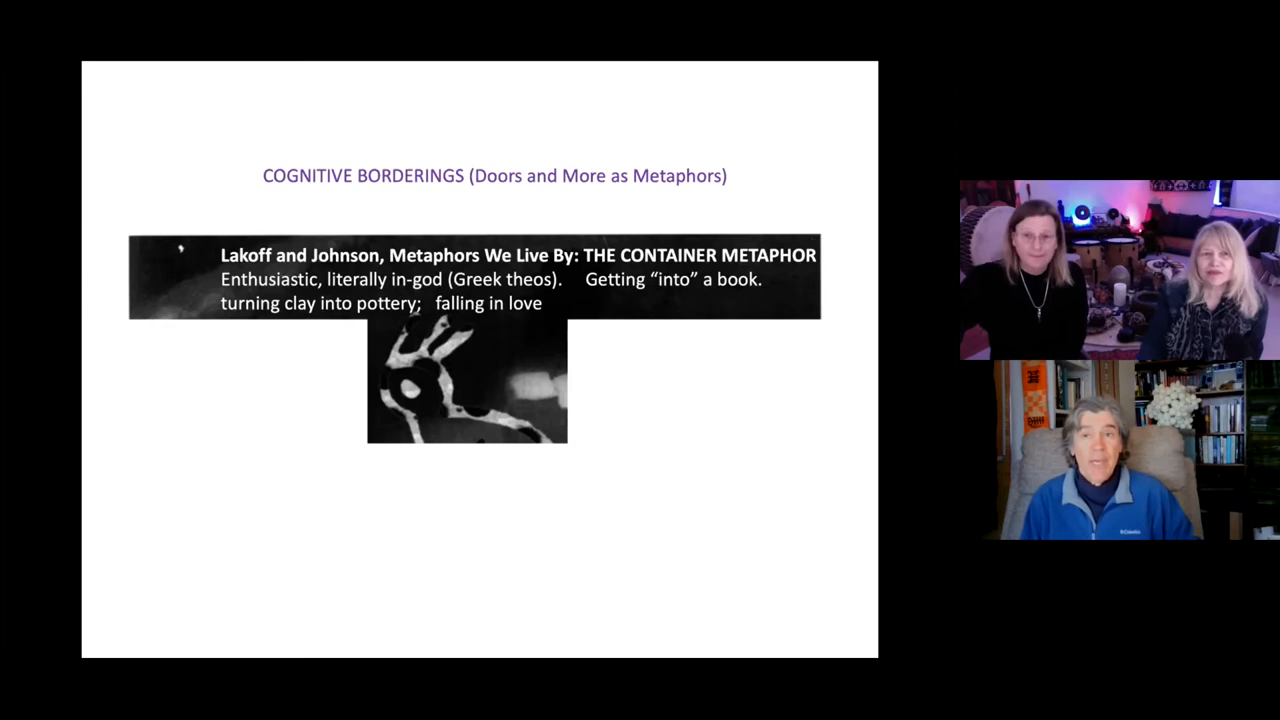 COGNITIVE BORDERINGS (Doors and More as Metaphors)
Lakoff and Johnson, Metaphors We Live By: THE CONTAINER METAPHOR
Enthusiastic, literally in-god (Greek theos). Getting “into” a book.
turning clay into pottery; falling in love
Columbia